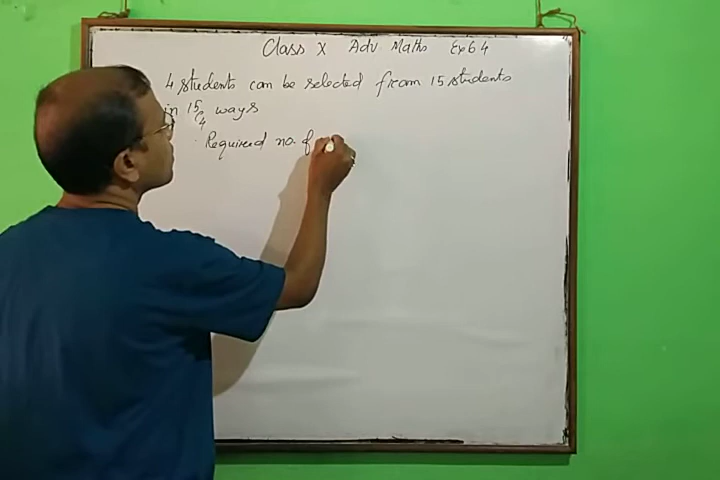 Class X Adv Maths Ex 6.4
4 students can be selected from 15 students
in 15C4 ways
Required no. of